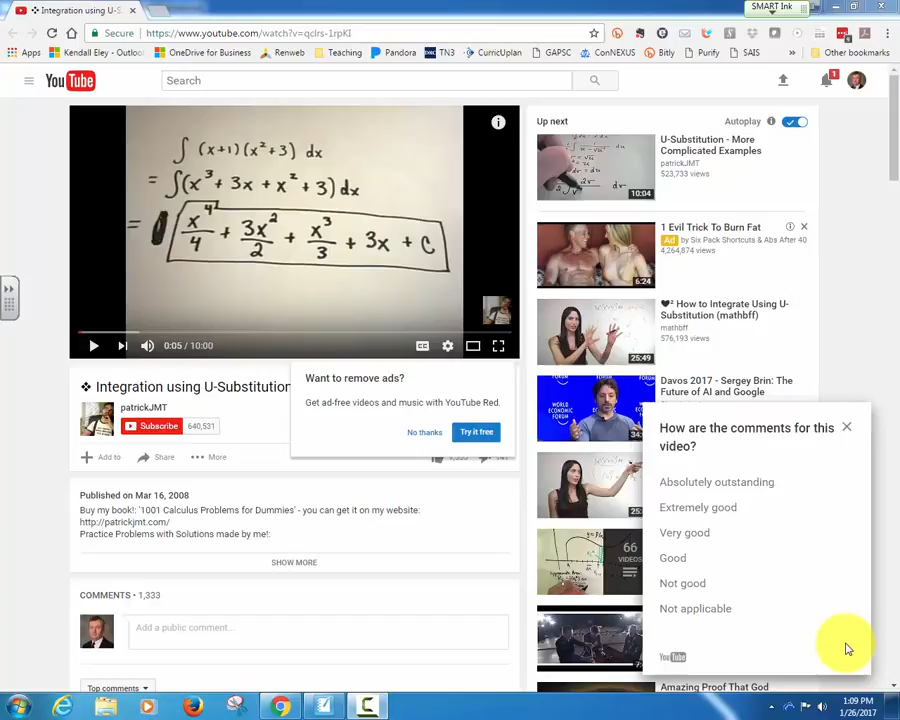 Integration using U-S
SMART Ink
Secure
https://www.youtube.com/watch?v=qclrs-1rpKI
Apps
Kendall Eley - Outloo
OneDrive for Business
Renweb
Teaching
Pandora
TN3
CurricuPlan
GAPSC
ConNEXUS
Bitly
Purify
SAIS
»
Other bookmarks
YouTube
Search
1
∫ (x+1)(x²+3) dx
= ∫(x³ + 3x + x² + 3) dx
= x⁴/4 + 3x²/2 + x³/3 + 3x + C
0:05 / 10:00
CC
❖ Integration using U-Substitution
patrickJMT
Subscribe 640,531
Want to remove ads?
Get ad-free videos and music with YouTube Red.
No thanks
Try it free
Add to
Share
More
Published on Mar 16, 2008
Buy my book!: '1001 Calculus Problems for Dummies' - you can get it on my website:
http://patrickjmt.com/
Practice Problems with Solutions made by me!:
SHOW MORE
COMMENTS • 1,333
Add a public comment...
Top comments
Up next
Autoplay
U-Substitution - More
Complicated Examples
patrickJMT
523,733 views
10:04
1 Evil Trick To Burn Fat
Ad by Six Pack Shortcuts & Abs After 40
4,264,874 views
6:24
❤² How to Integrate Using U-
Substitution (mathbff)
mathbff
576,193 views
25:49
Davos 2017 - Sergey Brin: The
Future of AI and Google
WORLD
ECONOMIC
FORUM
66
VIDEOS
How are the comments for this
video?
Absolutely outstanding
Extremely good
Very good
Good
Not good
Not applicable
YouTube
Amazing Proof That God
1:09 PM
1/26/2017